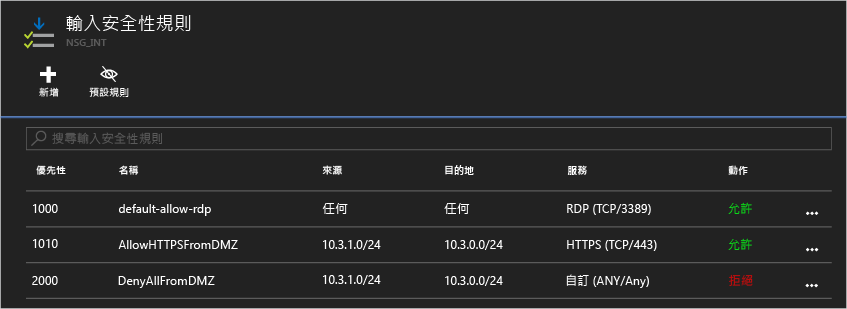 輸入安全性規則
NSG_INT
新增 預設規則
搜尋輸入安全性規則
優先性 名稱 來源 目的地 服務 動作
1000 default-allow-rdp 任何 任何 RDP (TCP/3389) 允許 ...
1010 AllowHTTPSFromDMZ 10.3.1.0/24 10.3.0.0/24 HTTPS (TCP/443) 允許 ...
2000 DenyAllFromDMZ 10.3.1.0/24 10.3.0.0/24 自訂 (ANY/Any) 拒絕 ...